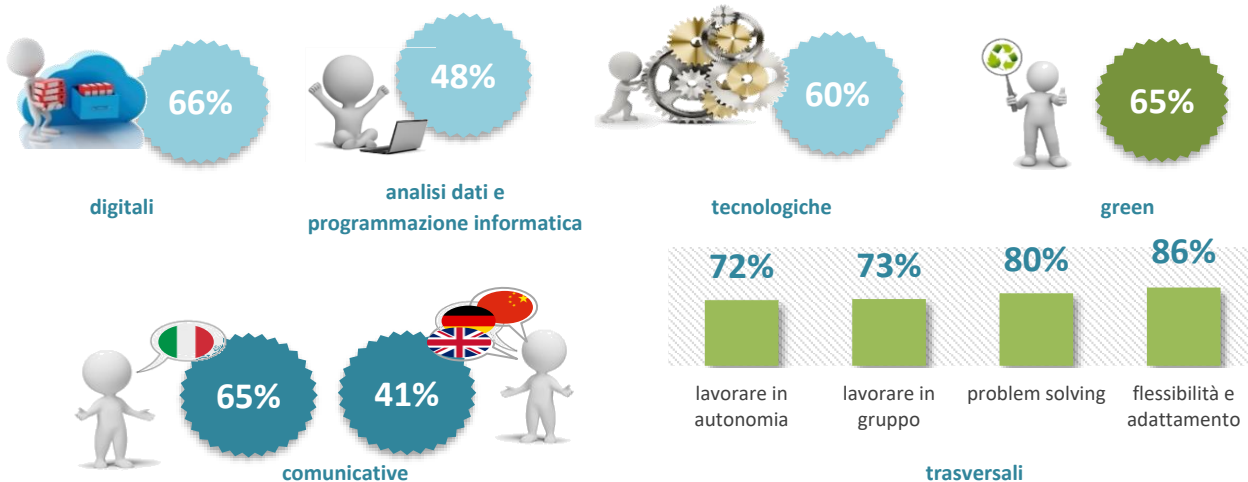 66%
48%
60%
65%
digitali
analisi dati e
programmazione informatica
tecnologiche
green
72%
73%
80%
86%
lavorare in
autonomia
lavorare in
gruppo
problem solving
flessibilità e
adattamento
trasversali
65%
41%
comunicative